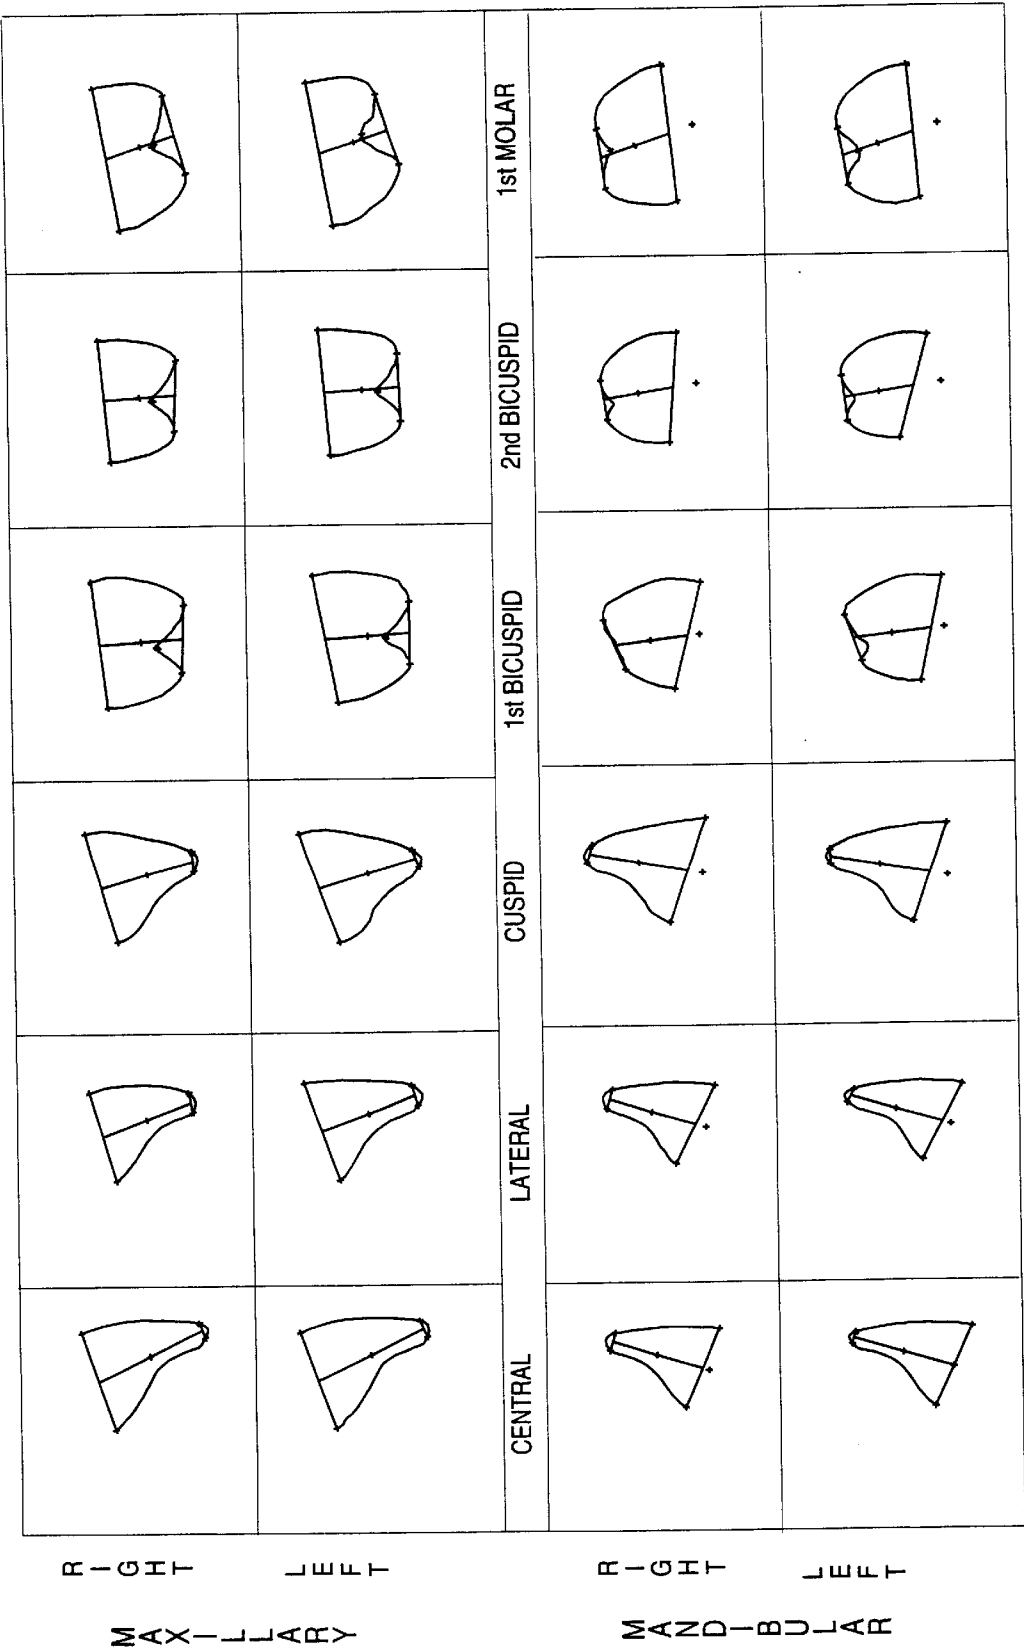 MAXILLARY
RIGHT
LEFT
CENTRAL LATERAL CUSPID 1st BICUSPID 2nd BICUSPID 1st MOLAR
MANDIBULAR
RIGHT
LEFT